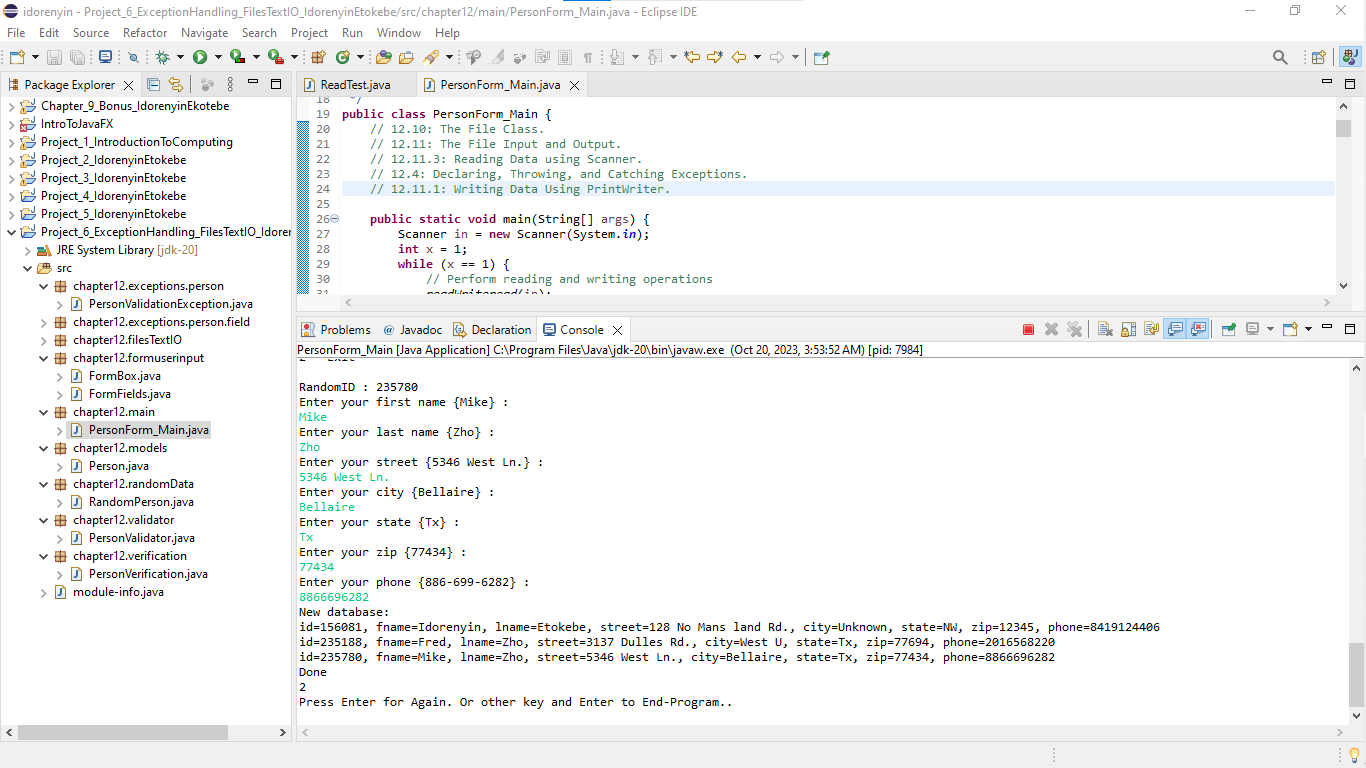 idorenyin - Project_6_ExceptionHandling_FilesTextIO_IdorenyinEtokebe/src/chapter12/main/PersonForm_Main.java - Eclipse IDE
File Edit Source Refactor Navigate Search Project Run Window Help
Package Explorer
Chapter_9_Bonus_IdorenyinEkotebe
IntroToJavaFX
Project_1_IntroductionToComputing
Project_2_IdorenyinEtokebe
Project_3_IdorenyinEtokebe
Project_4_IdorenyinEtokebe
Project_5_IdorenyinEtokebe
Project_6_ExceptionHandling_FilesTextIO_Idoren
JRE System Library [jdk-20]
src
chapter12.exceptions.person
PersonValidationException.java
chapter12.exceptions.person.field
chapter12.filesTextIO
chapter12.formuserinput
FormBox.java
FormFields.java
chapter12.main
PersonForm_Main.java
chapter12.models
Person.java
chapter12.randomData
RandomPerson.java
chapter12.validator
PersonValidator.java
chapter12.verification
PersonVerification.java
module-info.java
ReadTest.java PersonForm_Main.java
18 */
19 public class PersonForm_Main {
20 // 12.10: The File Class.
21 // 12.11: The File Input and Output.
22 // 12.11.3: Reading Data using Scanner.
23 // 12.4: Declaring, Throwing, and Catching Exceptions.
24 // 12.11.1: Writing Data Using PrintWriter.
25
26 public static void main(String[] args) {
27 Scanner in = new Scanner(System.in);
28 int x = 1;
29 while (x == 1) {
30 // Perform reading and writing operations
31 readWriteread(in);
Problems @ Javadoc Declaration Console
PersonForm_Main [Java Application] C:\Program Files\Java\jdk-20\bin\javaw.exe (Oct 20, 2023, 3:53:52 AM) [pid: 7984]
2 - Exit
RandomID : 235780
Enter your first name {Mike} :
Mike
Enter your last name {Zho} :
Zho
Enter your street {5346 West Ln.} :
5346 West Ln.
Enter your city {Bellaire} :
Bellaire
Enter your state {Tx} :
Tx
Enter your zip {77434} :
77434
Enter your phone {886-699-6282} :
8866696282
New database:
id=156081, fname=Idorenyin, lname=Etokebe, street=128 No Mans land Rd., city=Unknown, state=NW, zip=12345, phone=8419124406
id=235188, fname=Fred, lname=Zho, street=3137 Dulles Rd., city=West U, state=Tx, zip=77694, phone=2016568220
id=235780, fname=Mike, lname=Zho, street=5346 West Ln., city=Bellaire, state=Tx, zip=77434, phone=8866696282
Done
2
Press Enter for Again. Or other key and Enter to End-Program..